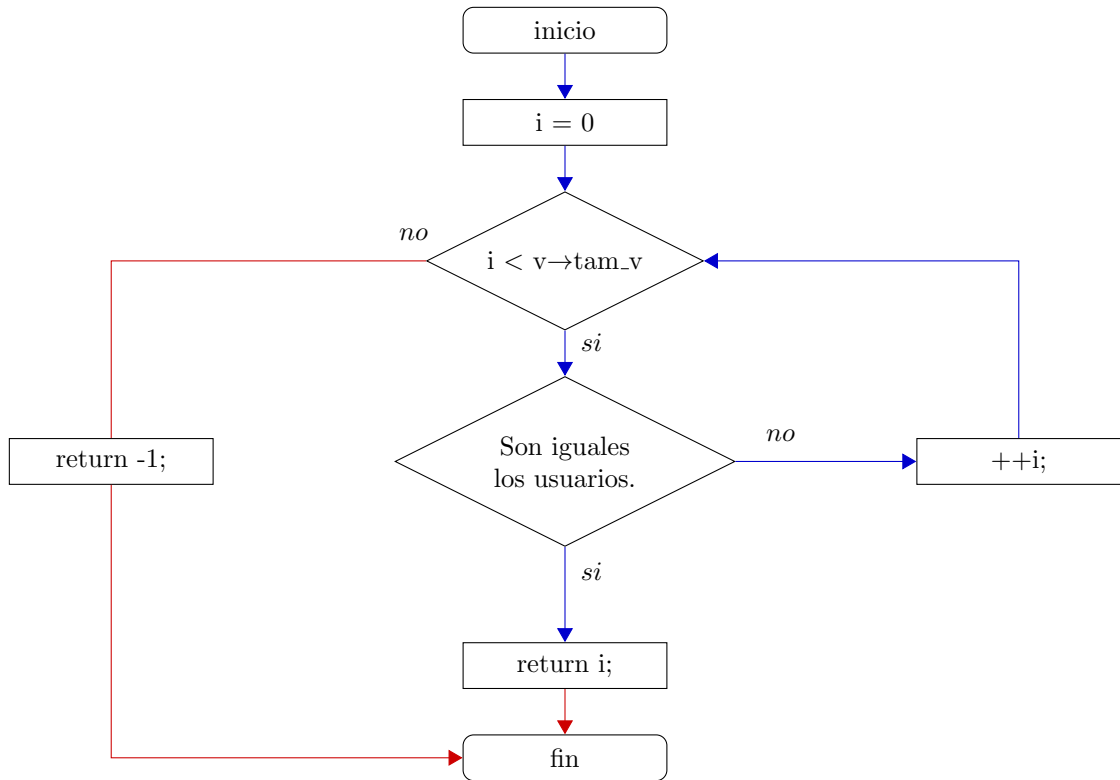 inicio
i = 0
no
i < v→tam_v
si
Son iguales
los usuarios.
no
return -1;
++i;
si
return i;
fin